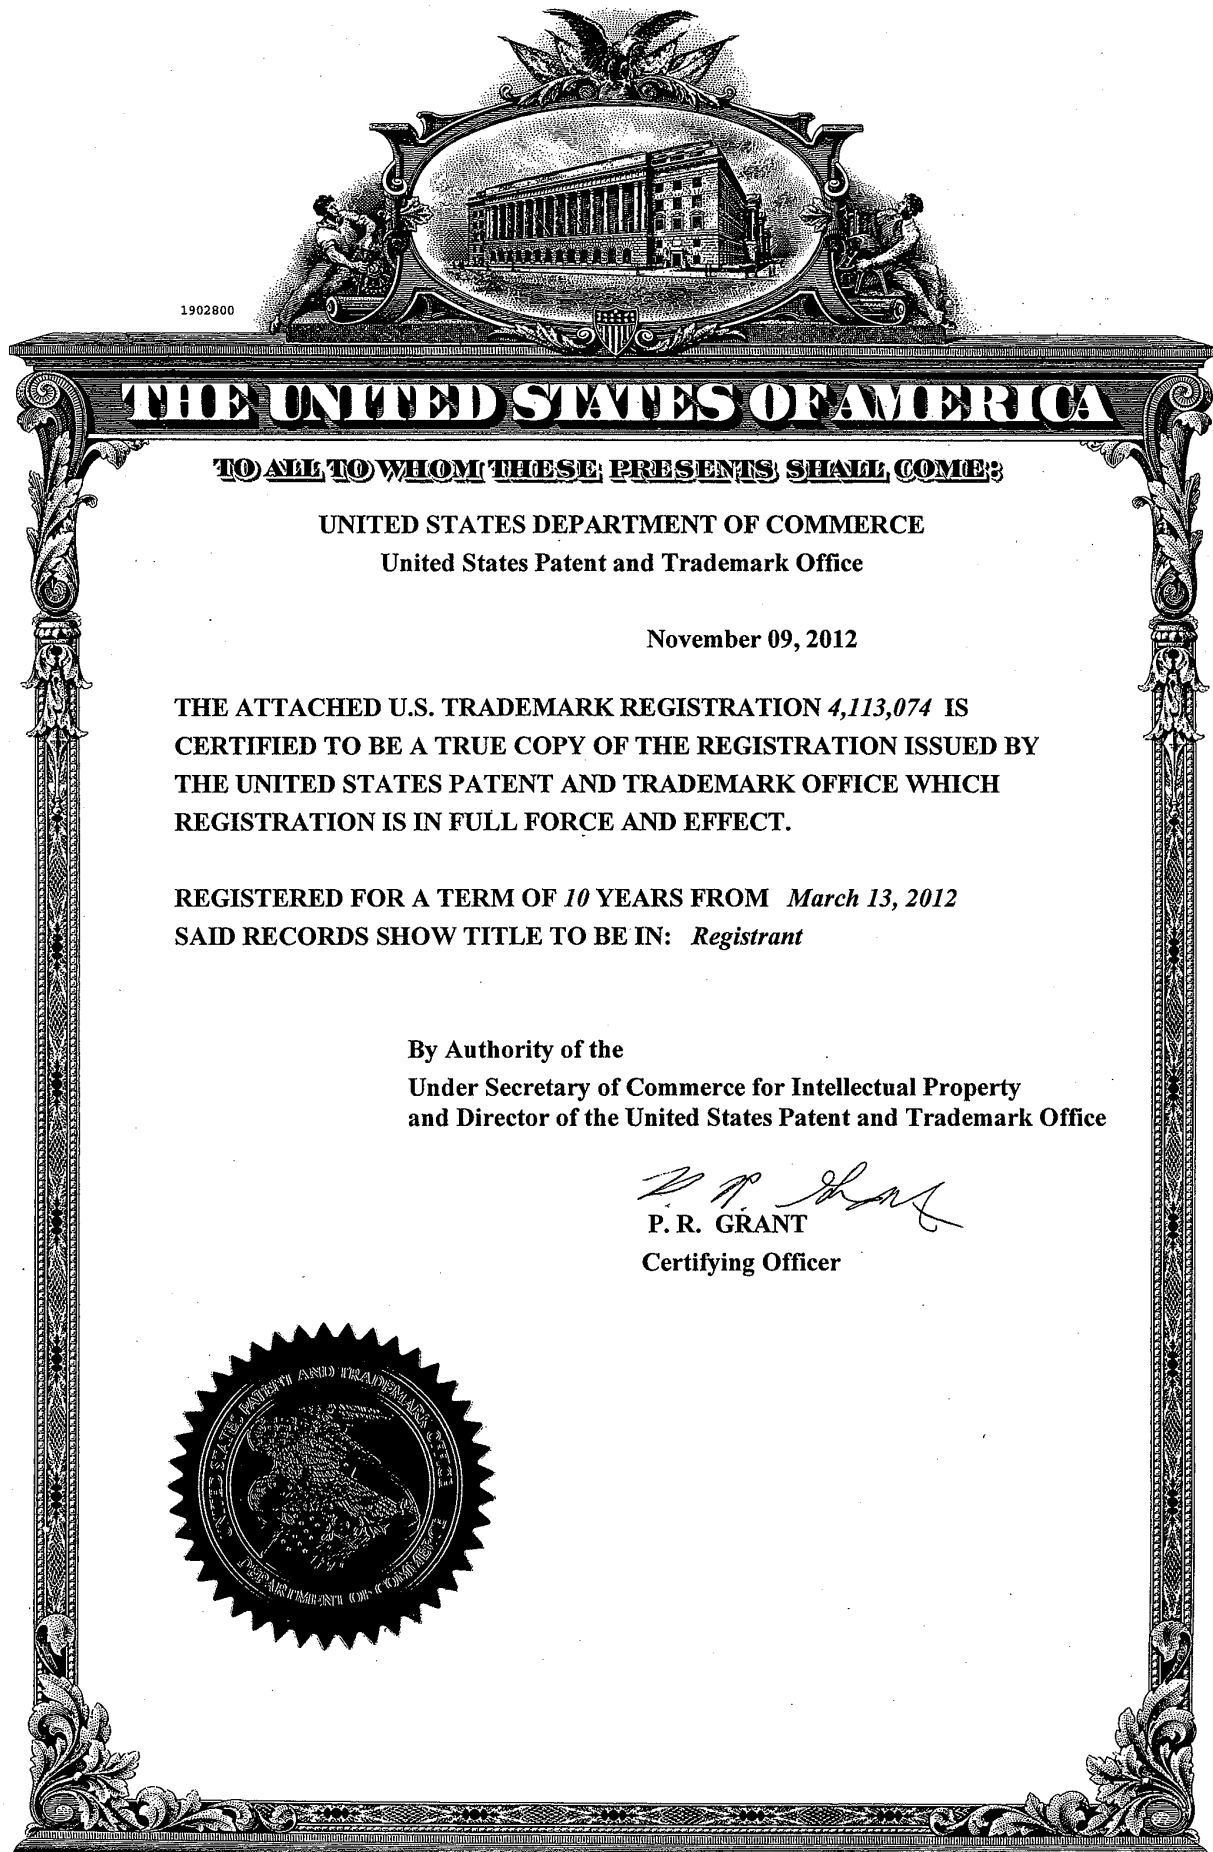 1902800
THE UNITED STATES OF AMERICA
TO ALL TO WHOM THESE PRESENTS SHALL COME:
UNITED STATES DEPARTMENT OF COMMERCE
United States Patent and Trademark Office
November 09, 2012
THE ATTACHED U.S. TRADEMARK REGISTRATION 4,113,074 IS
CERTIFIED TO BE A TRUE COPY OF THE REGISTRATION ISSUED BY
THE UNITED STATES PATENT AND TRADEMARK OFFICE WHICH
REGISTRATION IS IN FULL FORCE AND EFFECT.
REGISTERED FOR A TERM OF 10 YEARS FROM March 13, 2012
SAID RECORDS SHOW TITLE TO BE IN: Registrant
By Authority of the
Under Secretary of Commerce for Intellectual Property
and Director of the United States Patent and Trademark Office
P. R. Grant
P. R. GRANT
Certifying Officer
UNITED STATES PATENT AND TRADEMARK OFFICE
DEPARTMENT OF COMMERCE